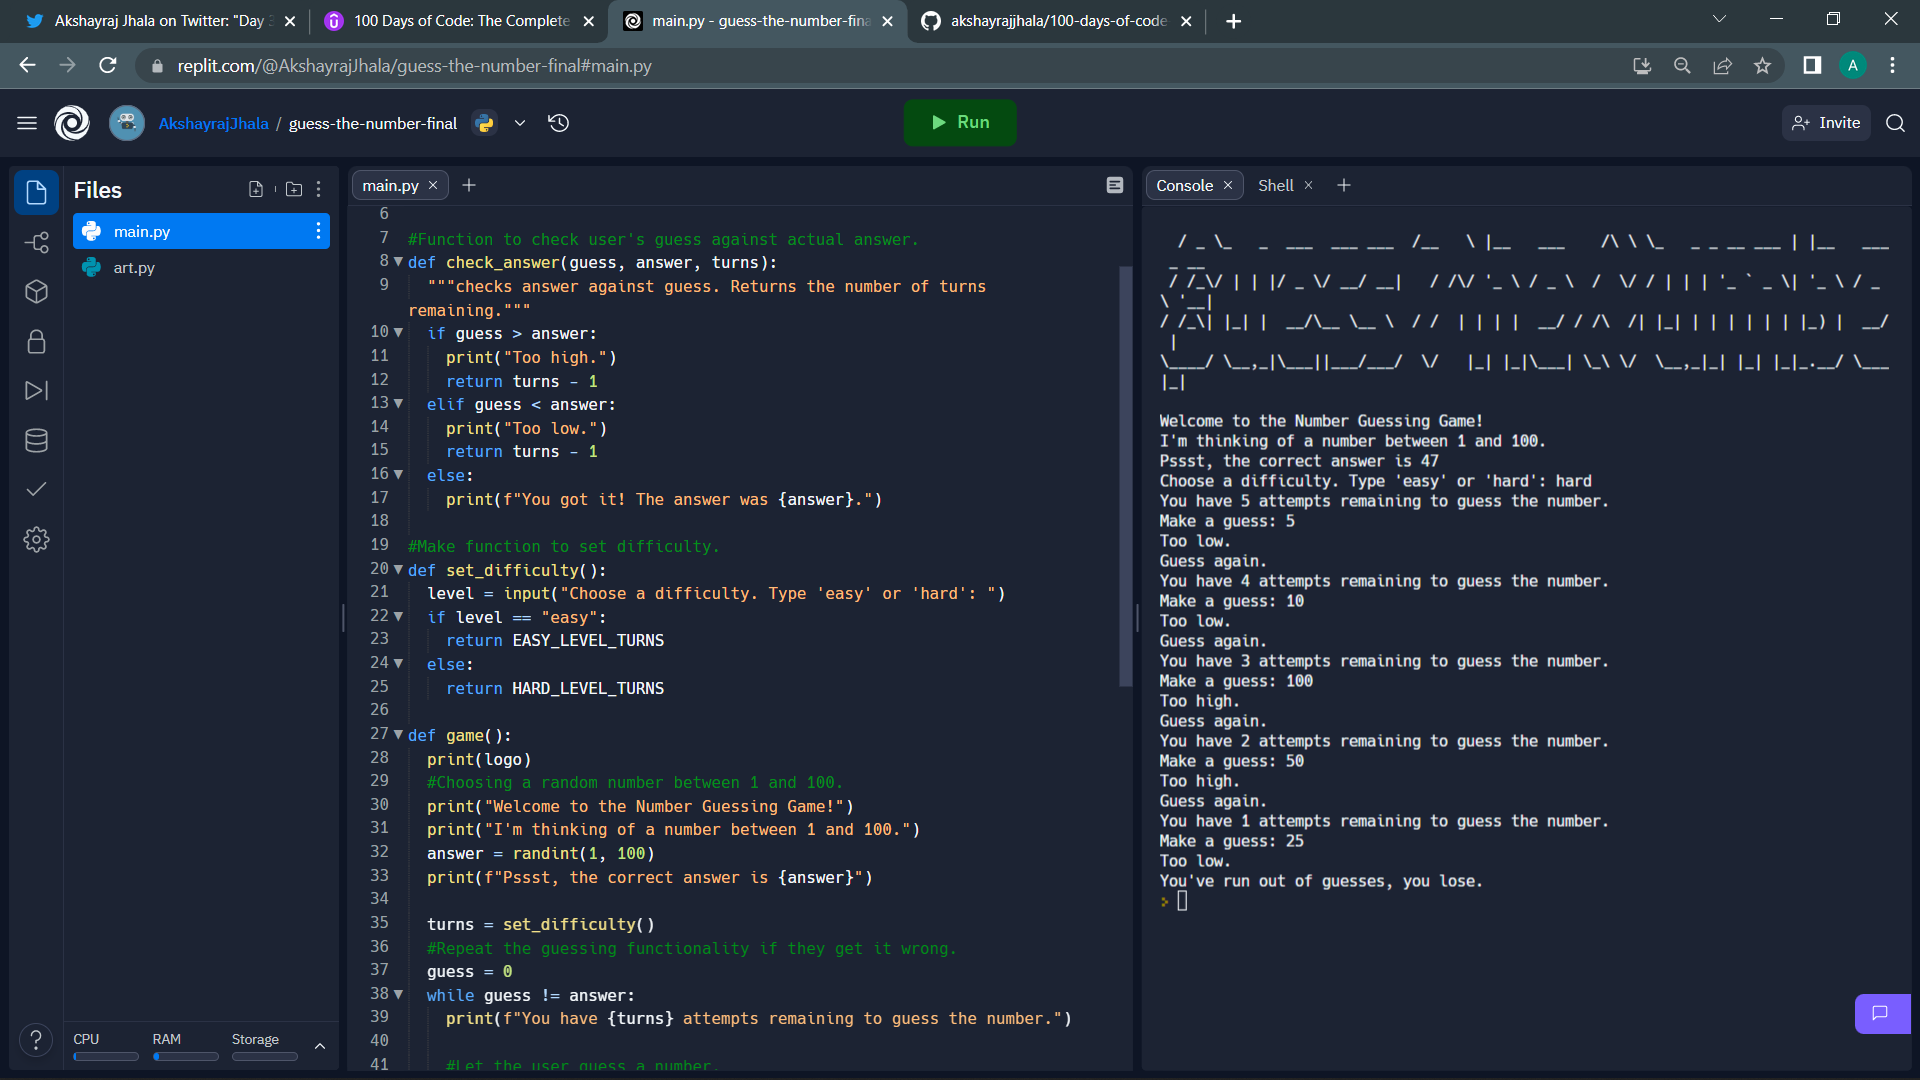 Akshayraj Jhala on Twitter: "Day 3
100 Days of Code: The Complete
main.py - guess-the-number-fina
akshayrajjhala/100-days-of-code
replit.com/@AkshayrajJhala/guess-the-number-final#main.py
A
AkshayrajJhala / guess-the-number-final
Run
Invite
Files
main.py
art.py
CPU
RAM
Storage
main.py
6
7 #Function to check user's guess against actual answer.
8 def check_answer(guess, answer, turns):
9 """checks answer against guess. Returns the number of turns
remaining."""
10 if guess > answer:
11 print("Too high.")
12 return turns - 1
13 elif guess < answer:
14 print("Too low.")
15 return turns - 1
16 else:
17 print(f"You got it! The answer was {answer}.")
18
19 #Make function to set difficulty.
20 def set_difficulty():
21 level = input("Choose a difficulty. Type 'easy' or 'hard': ")
22 if level == "easy":
23 return EASY_LEVEL_TURNS
24 else:
25 return HARD_LEVEL_TURNS
26
27 def game():
28 print(logo)
29 #Choosing a random number between 1 and 100.
30 print("Welcome to the Number Guessing Game!")
31 print("I'm thinking of a number between 1 and 100.")
32 answer = randint(1, 100)
33 print(f"Pssst, the correct answer is {answer}")
34
35 turns = set_difficulty()
36 #Repeat the guessing functionality if they get it wrong.
37 guess = 0
38 while guess != answer:
39 print(f"You have {turns} attempts remaining to guess the number.")
40
41 #Let the user guess a number.
Console
Shell
Welcome to the Number Guessing Game!
I'm thinking of a number between 1 and 100.
Pssst, the correct answer is 47
Choose a difficulty. Type 'easy' or 'hard': hard
You have 5 attempts remaining to guess the number.
Make a guess: 5
Too low.
Guess again.
You have 4 attempts remaining to guess the number.
Make a guess: 10
Too low.
Guess again.
You have 3 attempts remaining to guess the number.
Make a guess: 100
Too high.
Guess again.
You have 2 attempts remaining to guess the number.
Make a guess: 50
Too high.
Guess again.
You have 1 attempts remaining to guess the number.
Make a guess: 25
Too low.
You've run out of guesses, you lose.